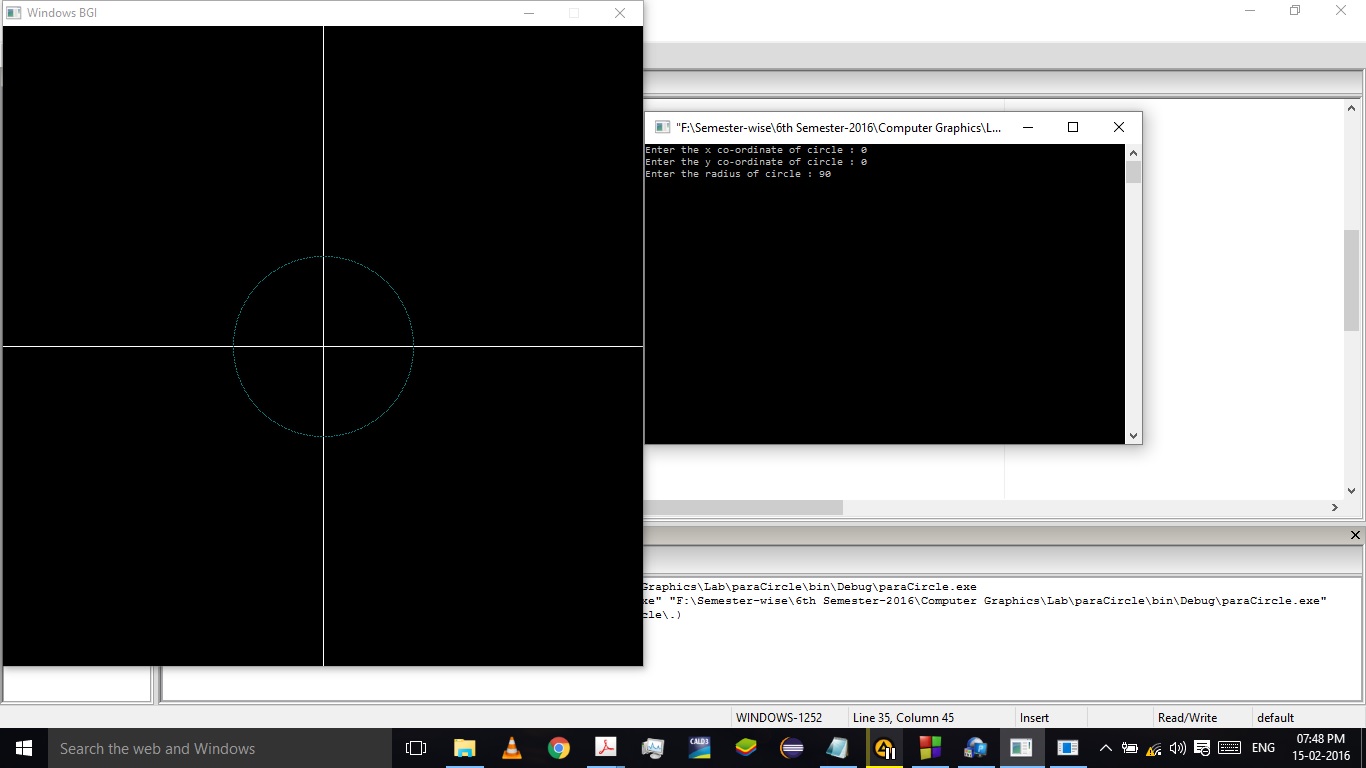 Windows BGI
"F:\Semester-wise\6th Semester-2016\Computer Graphics\L...
Enter the x co-ordinate of circle : 0
Enter the y co-ordinate of circle : 0
Enter the radius of circle : 90
Graphics\Lab\paraCircle\bin\Debug\paraCircle.exe
xe" "F:\Semester-wise\6th Semester-2016\Computer Graphics\Lab\paraCircle\bin\Debug\paraCircle.exe"
cle\.)
WINDOWS-1252 Line 35, Column 45 Insert Read/Write default
Search the web and Windows
CALD3
ENG
07:48 PM
15-02-2016